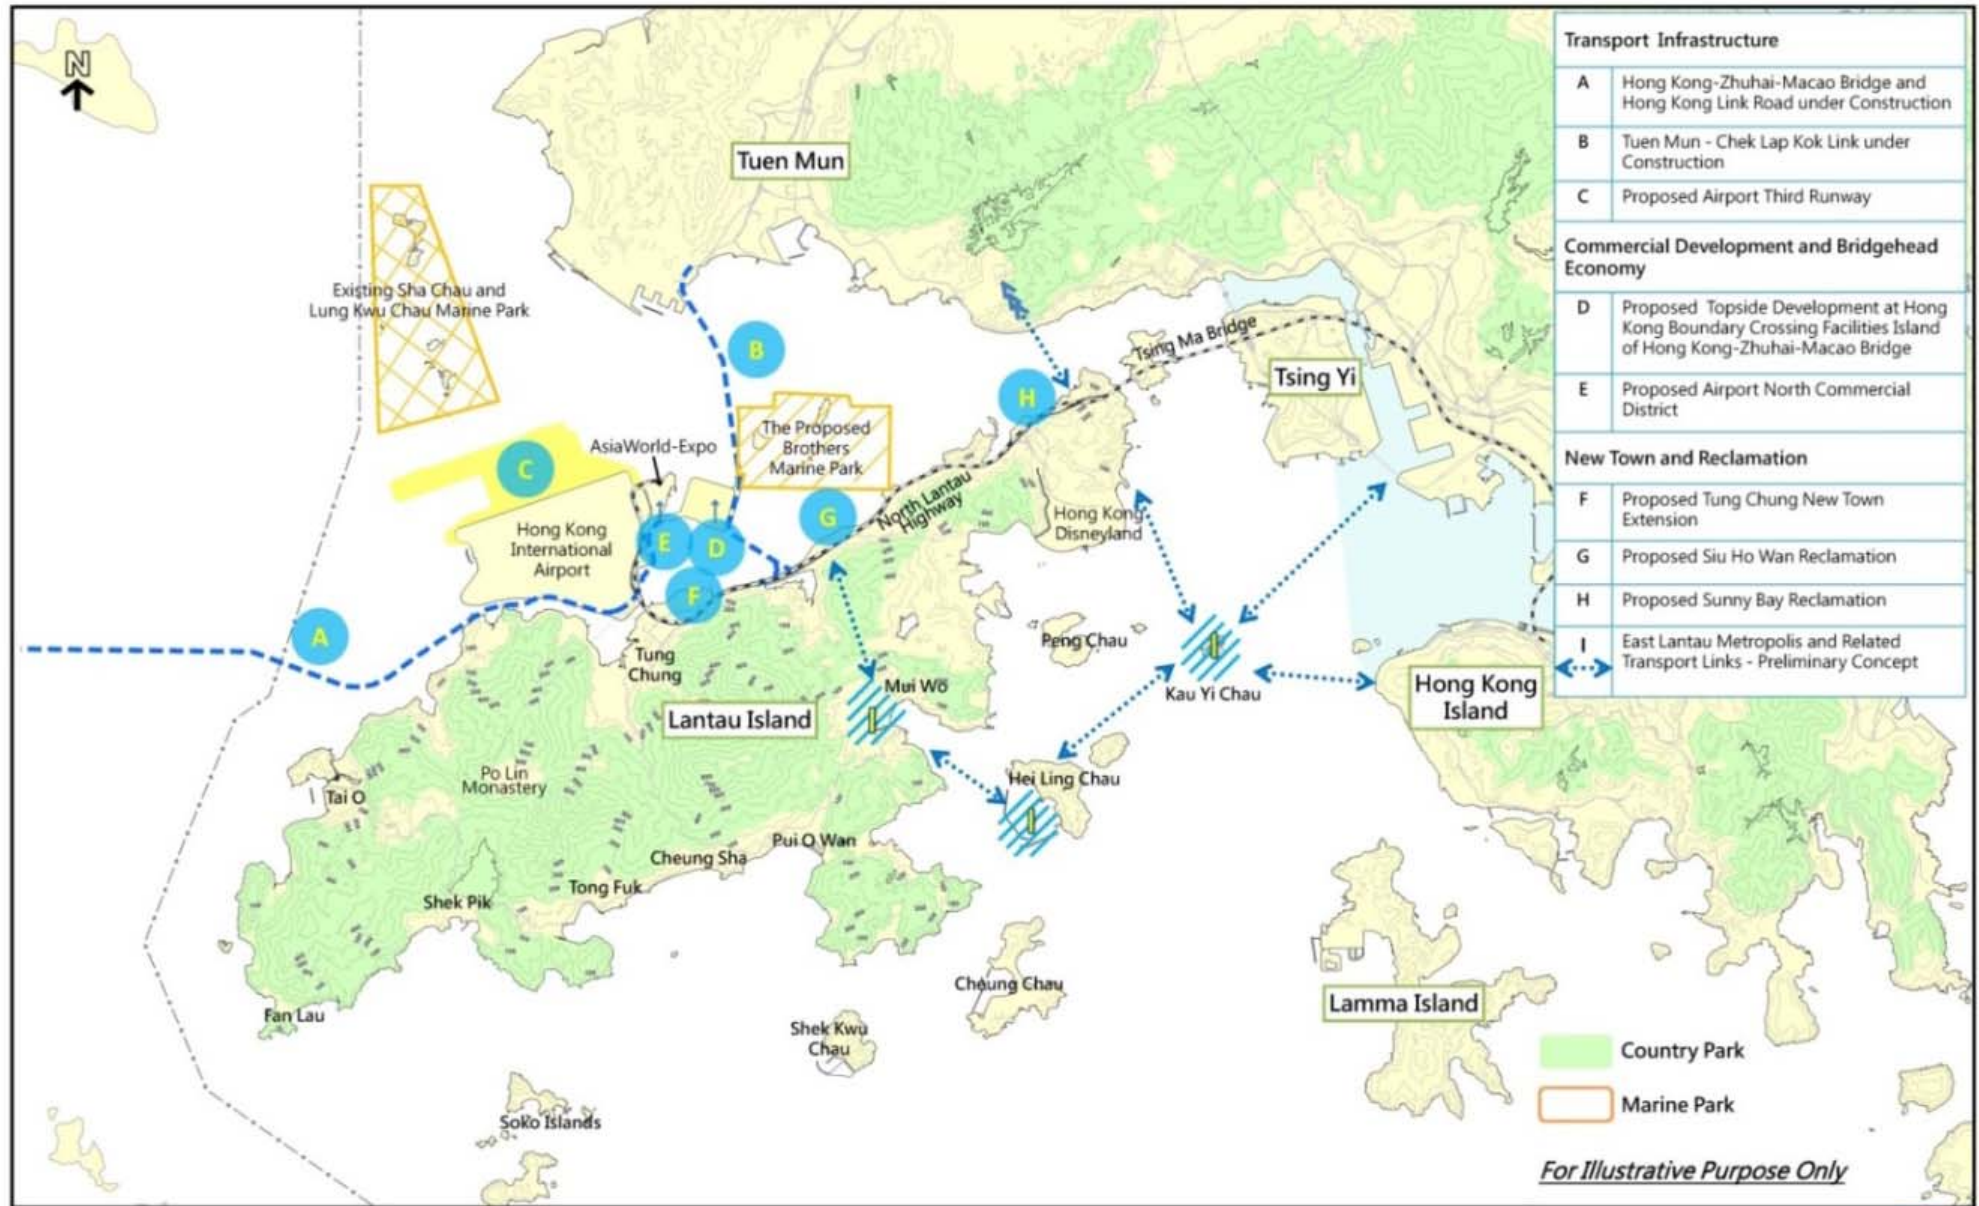 N
Tuen Mun
Existing Sha Chau and
Lung Kwu Chau Marine Park
B
Tsing Ma Bridge
Tsing Yi
H
The Proposed
Brothers
Marine Park
AsiaWorld-Expo
C
G
North Lantau
Highway
Hong Kong
Disneyland
Hong Kong
International
Airport
E
D
F
A
Peng Chau
I
Kau Yi Chau
Tung
Chung
Mui Wo
I
Lantau Island
Hong Kong
Island
Po Lin
Monastery
Tai O
Hei Ling Chau
I
Pui O Wan
Cheung Sha
Tong Fuk
Shek Pik
Cheung Chau
Fan Lau
Shek Kwu
Chau
Lamma Island
Soko Islands
Transport Infrastructure
A Hong Kong-Zhuhai-Macao Bridge and
Hong Kong Link Road under Construction
B Tuen Mun - Chek Lap Kok Link under
Construction
C Proposed Airport Third Runway
Commercial Development and Bridgehead
Economy
D Proposed Topside Development at Hong
Kong Boundary Crossing Facilities Island
of Hong Kong-Zhuhai-Macao Bridge
E Proposed Airport North Commercial
District
New Town and Reclamation
F Proposed Tung Chung New Town
Extension
G Proposed Siu Ho Wan Reclamation
H Proposed Sunny Bay Reclamation
I East Lantau Metropolis and Related
Transport Links - Preliminary Concept
Country Park
Marine Park
For Illustrative Purpose Only